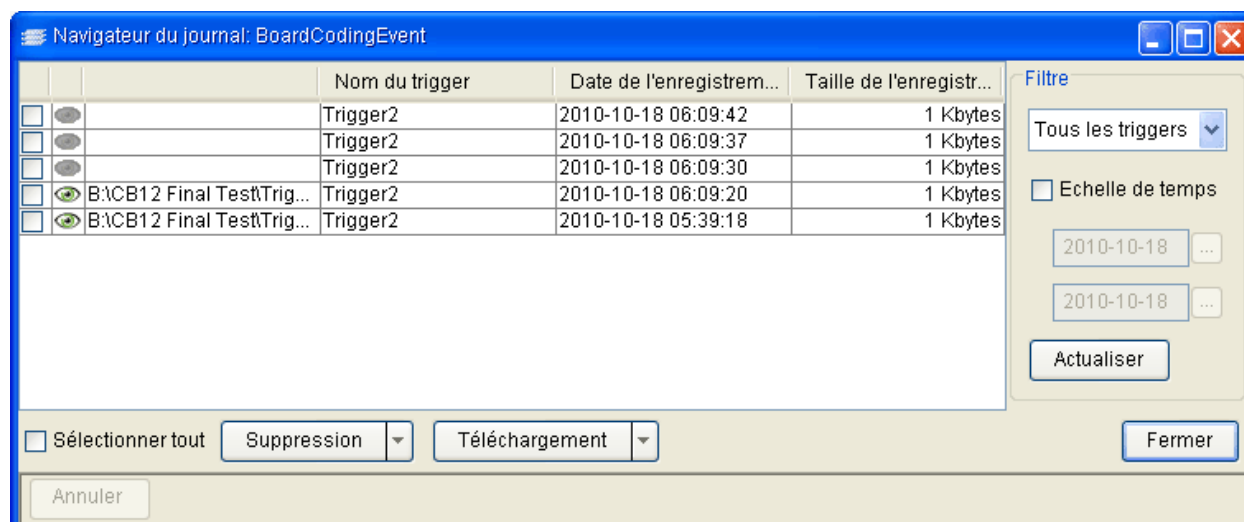 Navigateur du journal: BoardCodingEvent
Nom du trigger Date de l'enregistrem... Taille de l'enregistr...
Trigger2 2010-10-18 06:09:42 1 Kbytes
Trigger2 2010-10-18 06:09:37 1 Kbytes
Trigger2 2010-10-18 06:09:30 1 Kbytes
B:\CB12 Final Test\Trig... Trigger2 2010-10-18 06:09:20 1 Kbytes
B:\CB12 Final Test\Trig... Trigger2 2010-10-18 05:39:18 1 Kbytes
Filtre
Tous les triggers
Echelle de temps
2010-10-18 ...
2010-10-18 ...
Actualiser
Sélectionner tout Suppression Téléchargement Fermer
Annuler